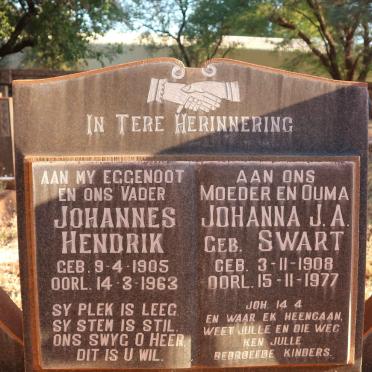 IN TERE HERINNERING
AAN MY EGGENOOT
EN ONS VADER
JOHANNES
HENDRIK
GEB. 9-4-1905
OORL. 14-3-1963
SY PLEK IS LEEG
SY STEM IS STIL.
ONS SWYG O HEER,
DIT IS U WIL.
AAN ONS
MOEDER EN OUMA
JOHANNA J.A.
GEB. SWART
GEB. 3-11-1908
OORL. 15-11-1977
JOH. 14 4
EN WAAR EK HEENGAAN,
WEET JULLE EN DIE WEG
KEN JULLE.
BEDROEFDE KINDERS.